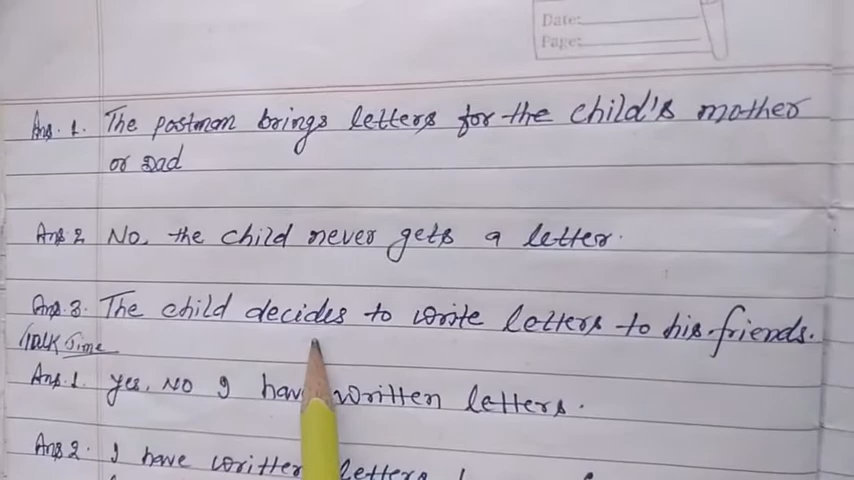 Date:
Page:
Ans. 1. The postman brings letters for the child's mother
or Dad
Ans. 2 No, the child never gets a letter.
Ans. 3. The child decides to write letters to his friends.
Talk Time
Ans. 1. Yes, No I have written letters.
Ans 2. I have written letters